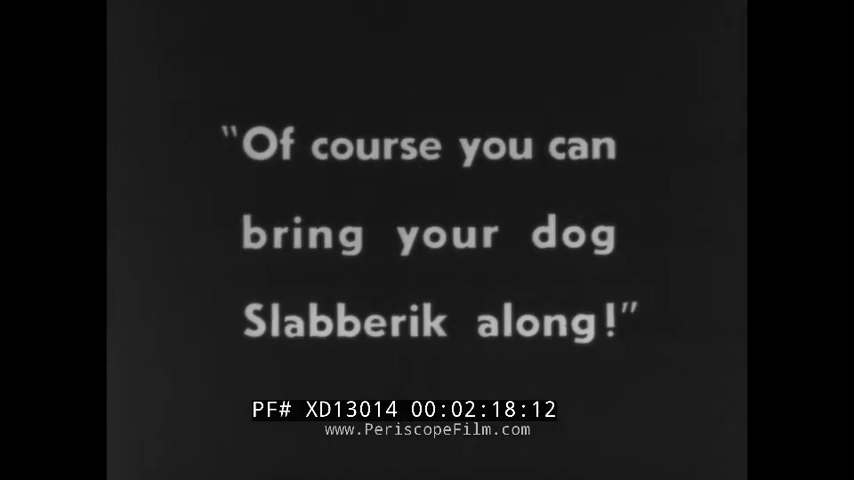 "Of course you can
bring your dog
Slabberik along!"
PF# XD13014 00:02:18:12
www.PeriscopeFilm.com